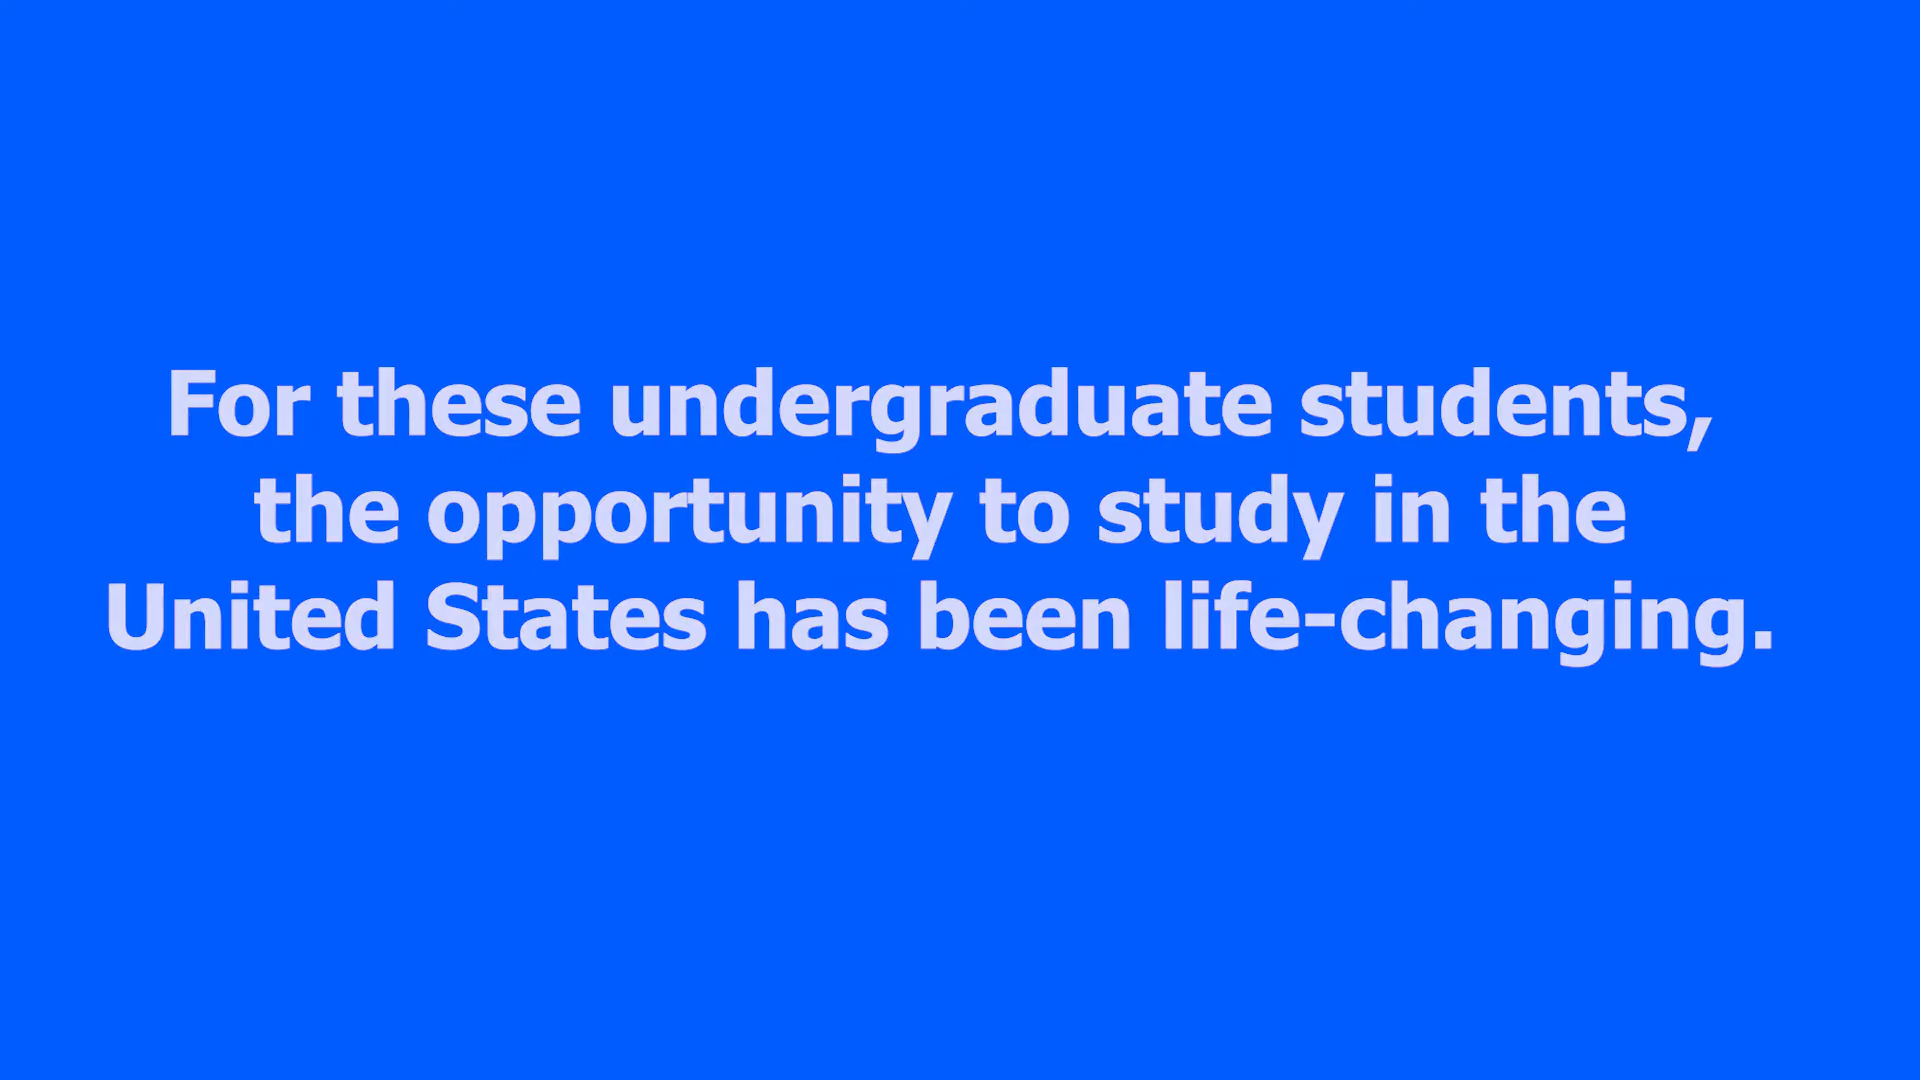 For these undergraduate students,
the opportunity to study in the
United States has been life-changing.